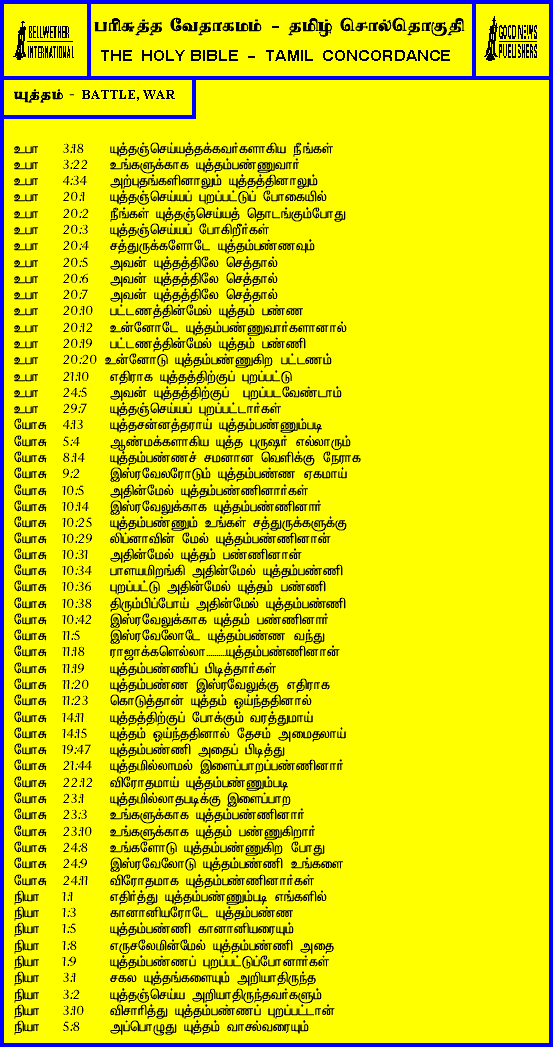 BELLWETHER
INTERNATIONAL
பரிசுத்த வேதாகமம் - தமிழ் சொல்தொகுதி
THE HOLY BIBLE - TAMIL CONCORDANCE
GOOD NEWS
PUBLISHERS
யுத்தம் - BATTLE, WAR
உபா 3:18 யுத்தஞ்செய்யத்தக்கவர்களாகிய நீங்கள்
உபா 3:22 உங்களுக்காக யுத்தம்பண்ணுவார்
உபா 4:34 அற்புதங்களினாலும் யுத்தத்தினாலும்
உபா 20:1 யுத்தஞ்செய்யப் புறப்பட்டுப் போகையில்
உபா 20:2 நீங்கள் யுத்தஞ்செய்யத் தொடங்கும்போது
உபா 20:3 யுத்தஞ்செய்யப் போகிறீர்கள்
உபா 20:4 சத்துருக்களோடே யுத்தம்பண்ணவும்
உபா 20:5 அவன் யுத்தத்திலே செத்தால்
உபா 20:6 அவன் யுத்தத்திலே செத்தால்
உபா 20:7 அவன் யுத்தத்திலே செத்தால்
உபா 20:10 பட்டணத்தின்மேல் யுத்தம் பண்ண
உபா 20:12 உன்னோடே யுத்தம்பண்ணுவார்களானால்
உபா 20:19 பட்டணத்தின்மேல் யுத்தம் பண்ணி
உபா 20:20 உன்னோடு யுத்தம்பண்ணுகிற பட்டணம்
உபா 21:10 எதிராக யுத்தத்திற்குப் புறப்பட்டு
உபா 24:5 அவன் யுத்தத்திற்குப் புறப்படவேண்டாம்
உபா 29:7 யுத்தஞ்செய்யப் புறப்பட்டார்கள்
யோசு 4:13 யுத்தசன்னத்தராய் யுத்தம்பண்ணும்படி
யோசு 5:4 ஆண்மக்களாகிய யுத்த புருஷர் எல்லாரும்
யோசு 8:14 யுத்தம்பண்ணச் சமனான வெளிக்கு நேராக
யோசு 9:2 இஸ்ரவேலரோடும் யுத்தம்பண்ண ஏகமாய்
யோசு 10:5 அதின்மேல் யுத்தம்பண்ணினார்கள்
யோசு 10:14 இஸ்ரவேலுக்காக யுத்தம்பண்ணினார்
யோசு 10:25 யுத்தம்பண்ணும் உங்கள் சத்துருக்களுக்கு
யோசு 10:29 லிப்னாவின் மேல் யுத்தம்பண்ணினான்
யோசு 10:31 அதின்மேல் யுத்தம் பண்ணினான்
யோசு 10:34 பாளயமிறங்கி அதின்மேல் யுத்தம்பண்ணி
யோசு 10:36 புறப்பட்டு அதின்மேல் யுத்தம் பண்ணி
யோசு 10:38 திரும்பிப்போய் அதின்மேல் யுத்தம்பண்ணி
யோசு 10:42 இஸ்ரவேலுக்காக யுத்தம் பண்ணினார்
யோசு 11:5 இஸ்ரவேலோடே யுத்தம்பண்ண வந்து
யோசு 11:18 ராஜாக்களெல்லா.........யுத்தம்பண்ணினான்
யோசு 11:19 யுத்தம்பண்ணிப் பிடித்தார்கள்
யோசு 11:20 யுத்தம்பண்ண இஸ்ரவேலுக்கு எதிராக
யோசு 11:23 கொடுத்தான் யுத்தம் ஓய்ந்ததினால்
யோசு 14:11 யுத்தத்திற்குப் போக்கும் வரத்துமாய்
யோசு 14:15 யுத்தம் ஓய்ந்ததினால் தேசம் அமைதலாய்
யோசு 19:47 யுத்தம்பண்ணி அதைப் பிடித்து
யோசு 21:44 யுத்தமில்லாமல் இளைப்பாறப்பண்ணினார்
யோசு 22:12 விரோதமாய் யுத்தம்பண்ணும்படி
யோசு 23:1 யுத்தமில்லாதபடிக்கு இளைப்பாற
யோசு 23:3 உங்களுக்காக யுத்தம்பண்ணினார்
யோசு 23:10 உங்களுக்காக யுத்தம் பண்ணுகிறார்
யோசு 24:8 உங்களோடு யுத்தம்பண்ணுகிற போது
யோசு 24:9 இஸ்ரவேலோடு யுத்தம்பண்ணி உங்களை
யோசு 24:11 விரோதமாக யுத்தம்பண்ணினார்கள்
நியா 1:1 எதிர்த்து யுத்தம்பண்ணும்படி எங்களில்
நியா 1:3 கானானியரோடே யுத்தம்பண்ண
நியா 1:5 யுத்தம்பண்ணி கானானியரையும்
நியா 1:8 எருசலேமின்மேல் யுத்தம்பண்ணி அதை
நியா 1:9 யுத்தம்பண்ணப் புறப்பட்டுப்போனார்கள்
நியா 3:1 சகல யுத்தங்களையும் அறியாதிருந்த
நியா 3:2 யுத்தஞ்செய்ய அறியாதிருந்தவர்களும்
நியா 3:10 விசாரித்து யுத்தம்பண்ணப் புறப்பட்டான்
நியா 5:8 அப்பொழுது யுத்தம் வாசல்வரையும்